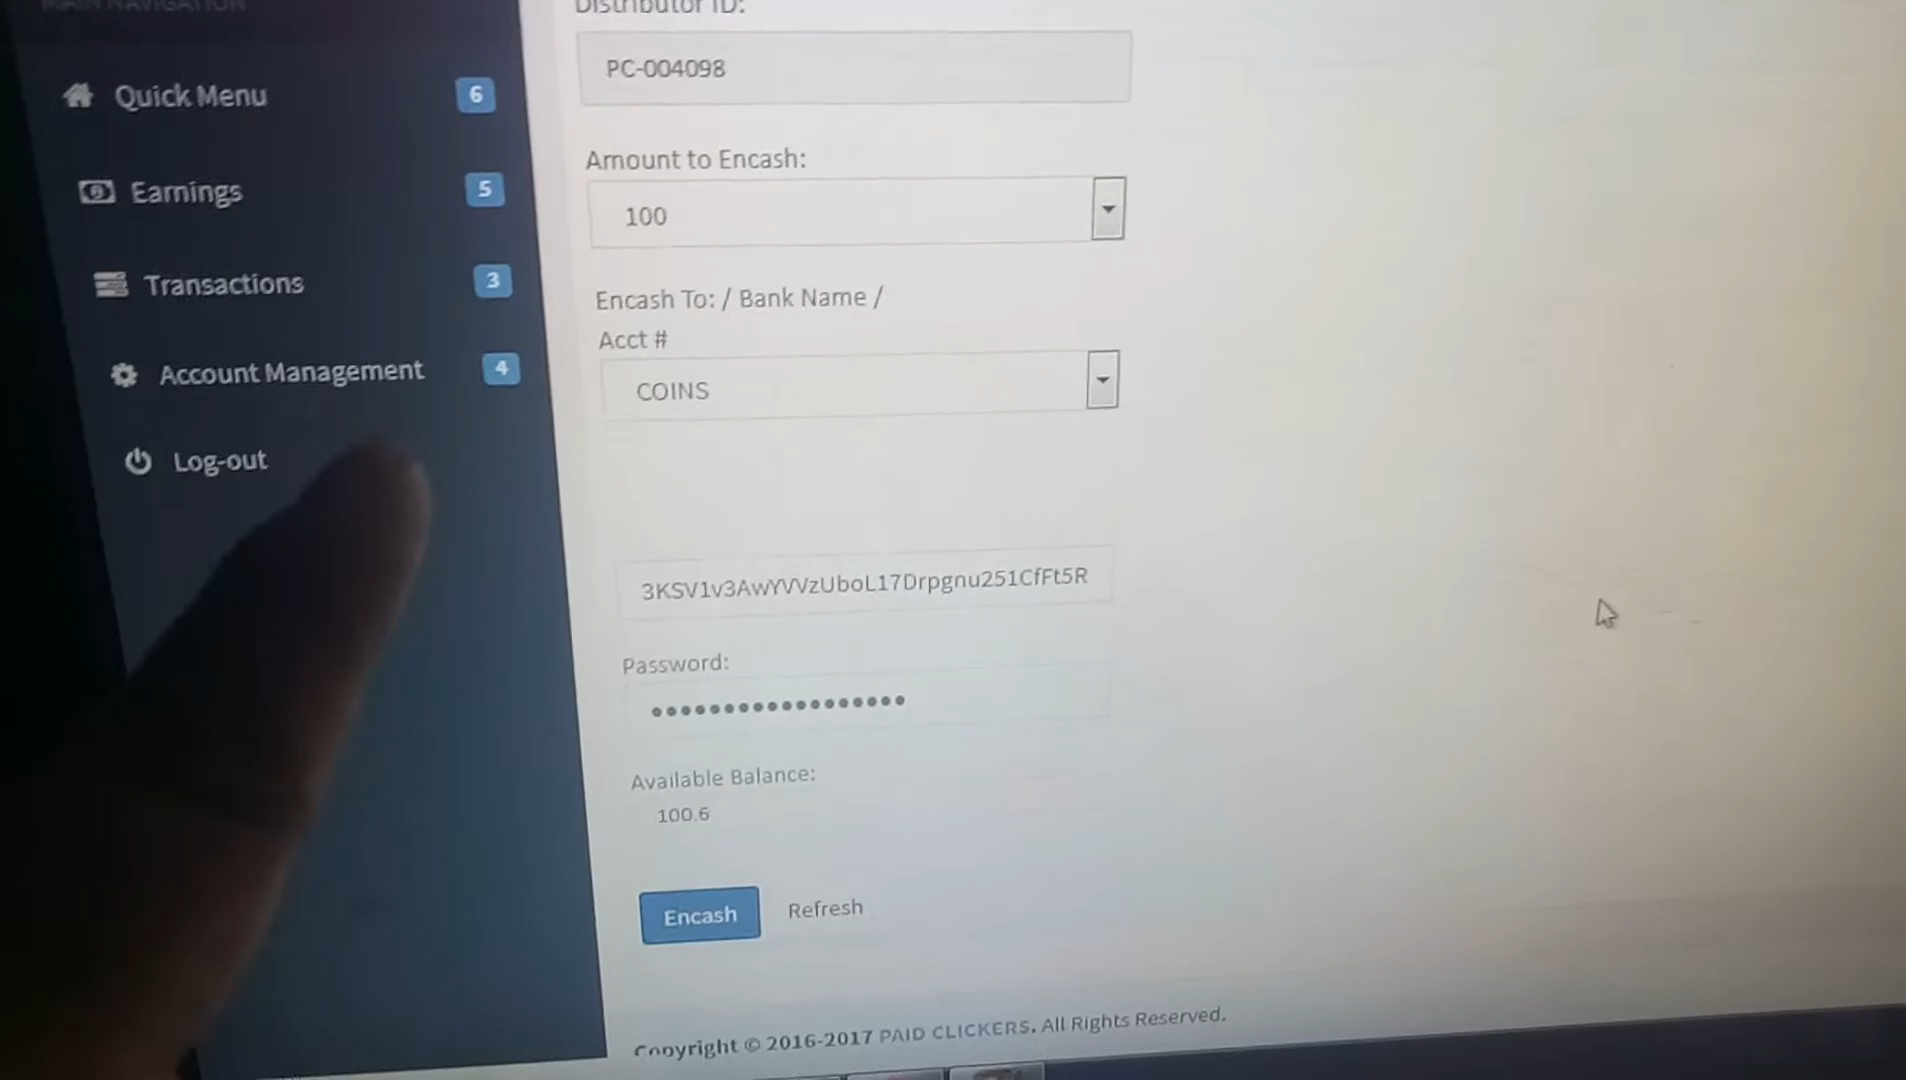 MAIN NAVIGATION
Quick Menu 6
Earnings 5
Transactions 3
Account Management 4
Log-out
Distributor ID:
PC-004098
Amount to Encash:
100
Encash To: / Bank Name /
Acct #
COINS
3KSV1v3AwYVVzUboL17Drpgnu251CfFt5R
Password:
Available Balance:
100.6
Encash Refresh
Copyright © 2016-2017 PAID CLICKERS. All Rights Reserved.